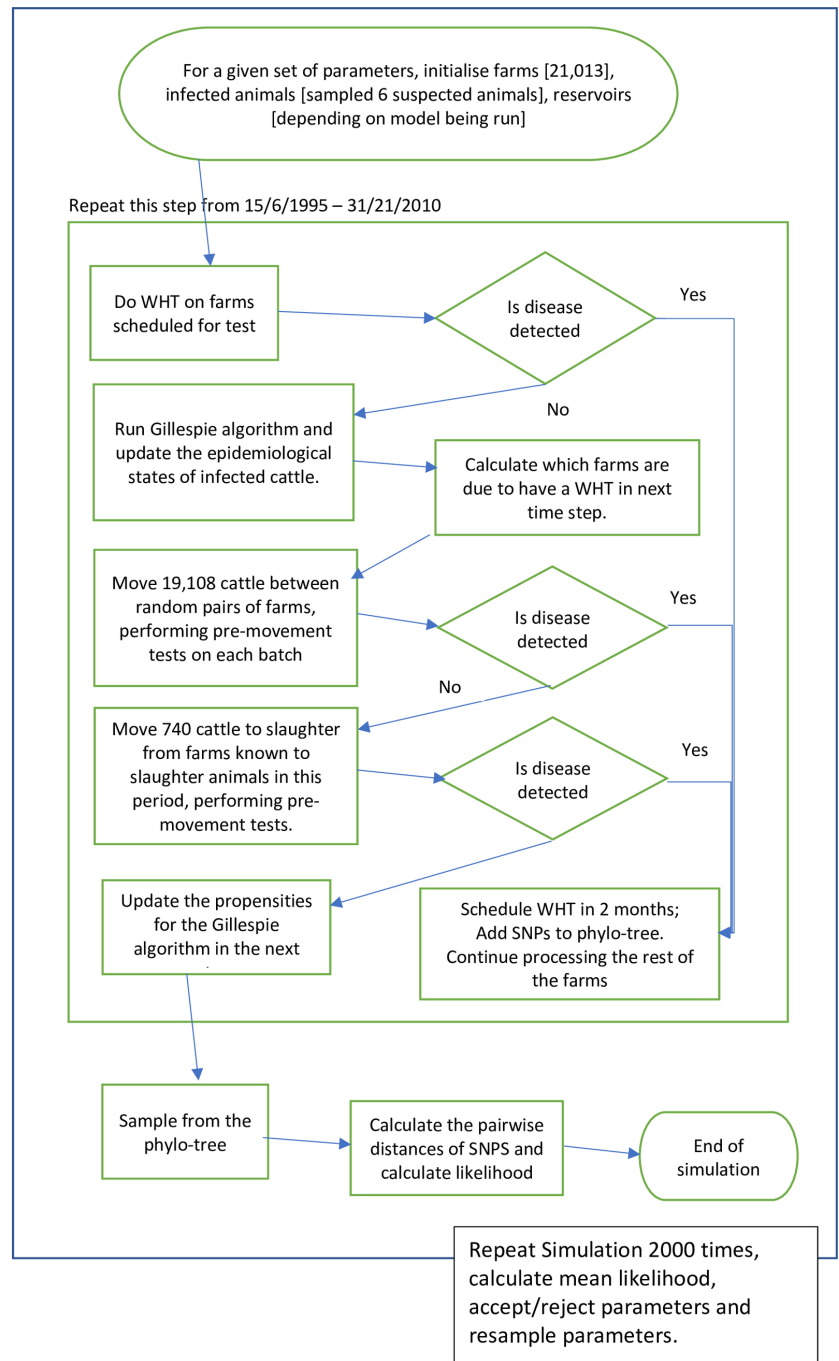 For a given set of parameters, initialise farms [21,013],
infected animals [sampled 6 suspected animals], reservoirs
[depending on model being run]
Repeat this step from 15/6/1995 – 31/21/2010
Do WHT on farms
scheduled for test
Is disease
detected
Yes
No
Run Gillespie algorithm and
update the epidemiological
states of infected cattle.
Calculate which farms are
due to have a WHT in next
time step.
Move 19,108 cattle between
random pairs of farms,
performing pre-movement
tests on each batch
Is disease
detected
Yes
No
Move 740 cattle to slaughter
from farms known to
slaughter animals in this
period, performing pre-
movement tests.
Is disease
detected
Yes
Update the propensities
for the Gillespie
algorithm in the next
Schedule WHT in 2 months;
Add SNPs to phylo-tree.
Continue processing the rest of
the farms
Sample from the
phylo-tree
Calculate the pairwise
distances of SNPS and
calculate likelihood
End of
simulation
Repeat Simulation 2000 times,
calculate mean likelihood,
accept/reject parameters and
resample parameters.